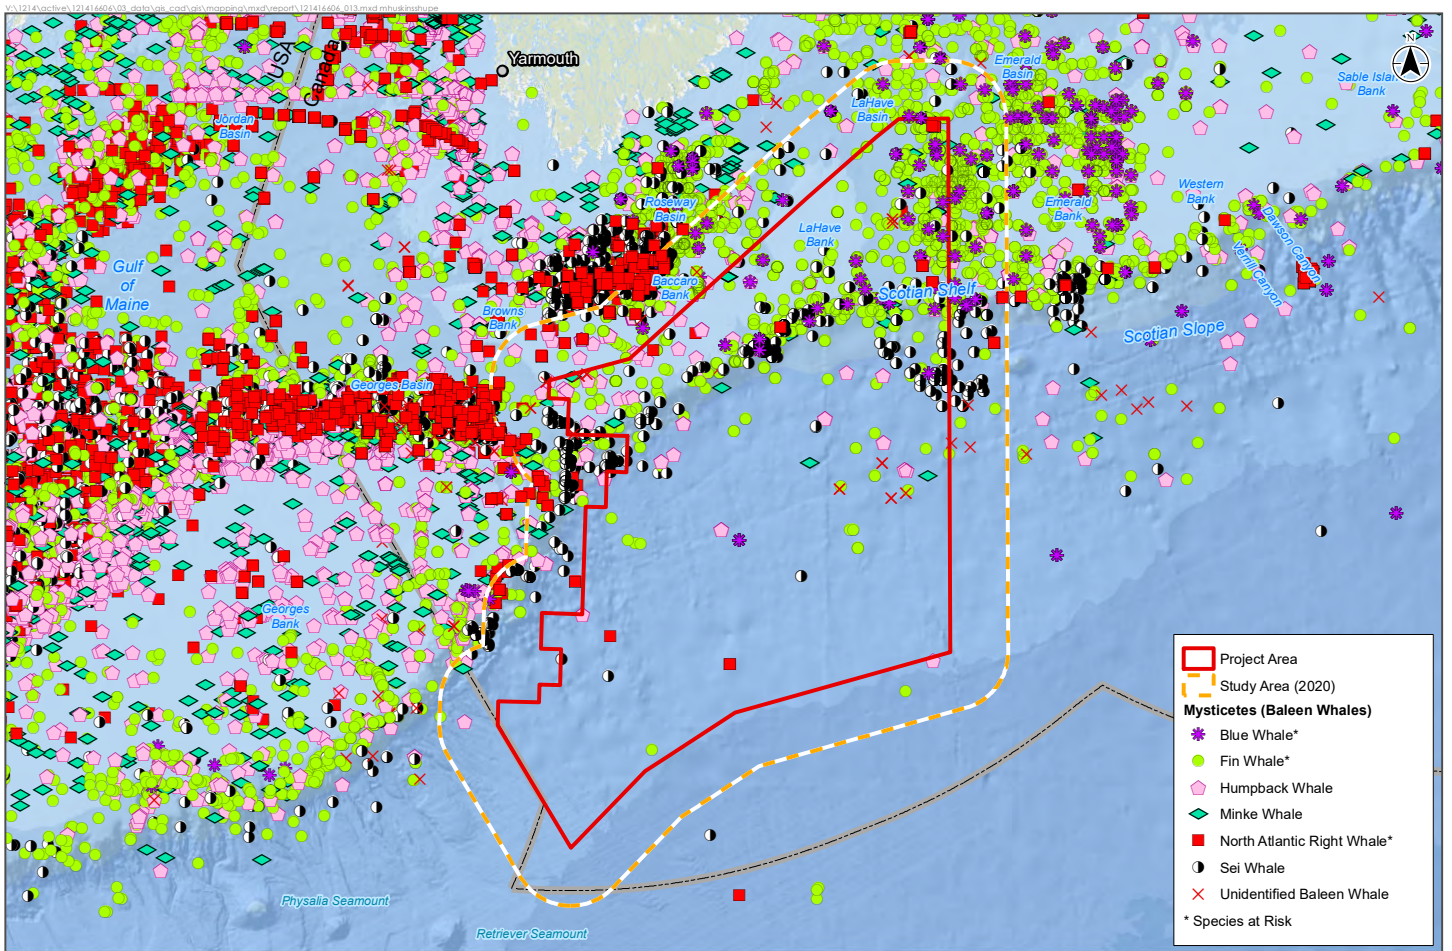 V:\1214\active\121416606\03_data\gis_cad\gis\mapping\mxd\report\121416606_013.mxd mhuskinsshupe
USA
Canada
Yarmouth
N
Emerald
Basin
Sable Islan
Bank
LaHave
Basin
Jordan
Basin
Roseway
Basin
Western
Bank
Emerald
Bank
Dawson Canyon
Verrill Canyon
LaHave
Bank
Gulf
of
Maine
Baccaro
Bank
Scotian Shelf
Browns
Bank
Scotian Slope
Georges Basin
Georges
Bank
Physalia Seamount
Retriever Seamount
Project Area
Study Area (2020)
Mysticetes (Baleen Whales)
Blue Whale*
Fin Whale*
Humpback Whale
Minke Whale
North Atlantic Right Whale*
Sei Whale
Unidentified Baleen Whale
* Species at Risk